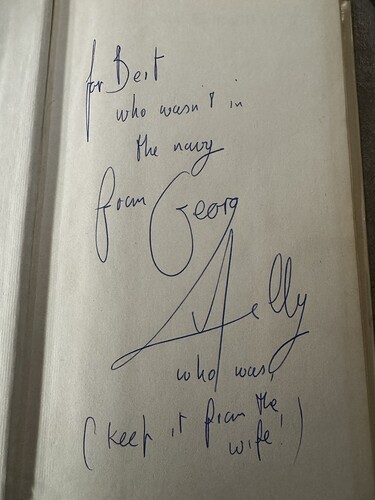 for Bert
who wasn't in
the navy
from Georg
Melly
who was,
(keep it from the
wife!)